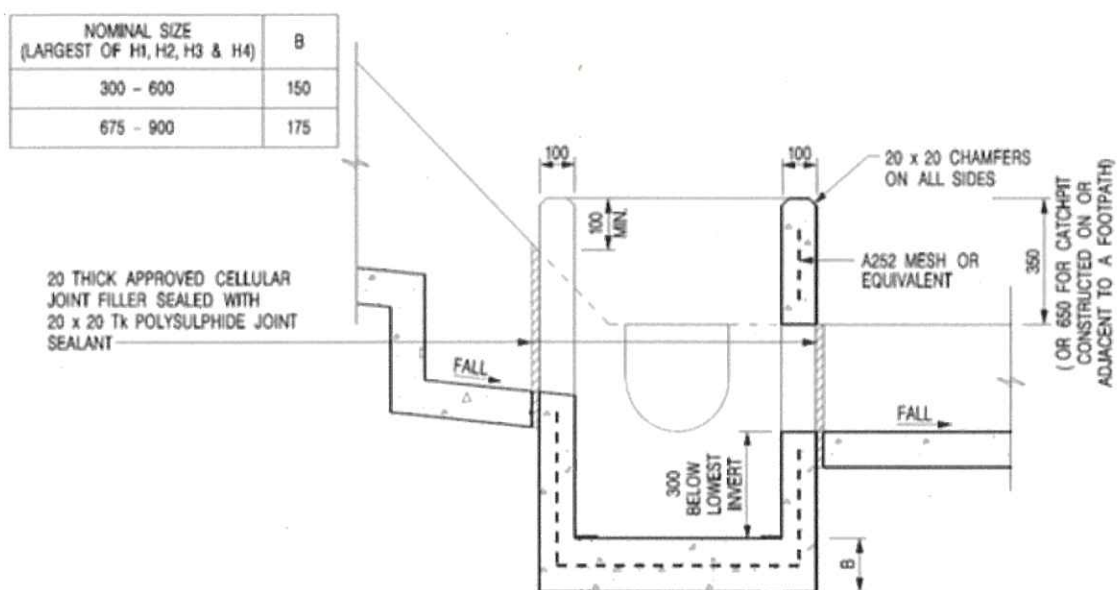 NOMINAL SIZE
(LARGEST OF H1, H2, H3 & H4)
B
300 - 600
150
675 - 900
175
100
100
20 x 20 CHAMFERS
ON ALL SIDES
100
MIN.
A252 MESH OR
EQUIVALENT
350
(OR 650 FOR CATCHPIT
CONSTRUCTED ON OR
ADJACENT TO A FOOTPATH)
20 THICK APPROVED CELLULAR
JOINT FILLER SEALED WITH
20 x 20 Tk POLYSULPHIDE JOINT
SEALANT
FALL
FALL
300
BELOW
LOWEST
INVERT
B